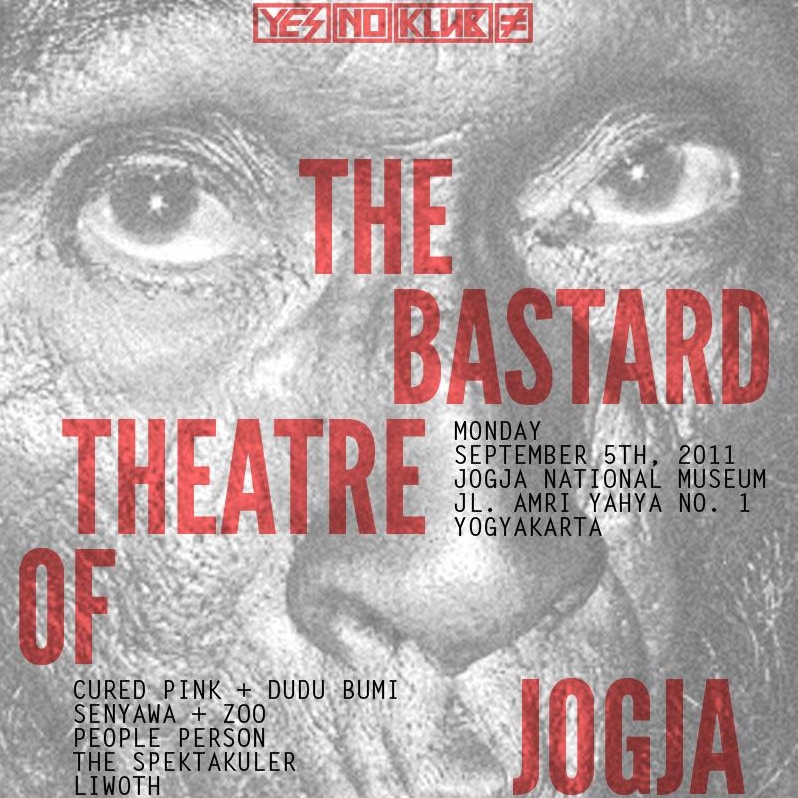 YES NO KLUB ≠
THE
BASTARD
THEATRE
MONDAY
SEPTEMBER 5TH, 2011
JOGJA NATIONAL MUSEUM
JL. AMRI YAHYA NO. 1
YOGYAKARTA
OF
CURED PINK + DUDU BUMI
SENYAWA + ZOO
PEOPLE PERSON
THE SPEKTAKULER
LIWOTH
JOGJA